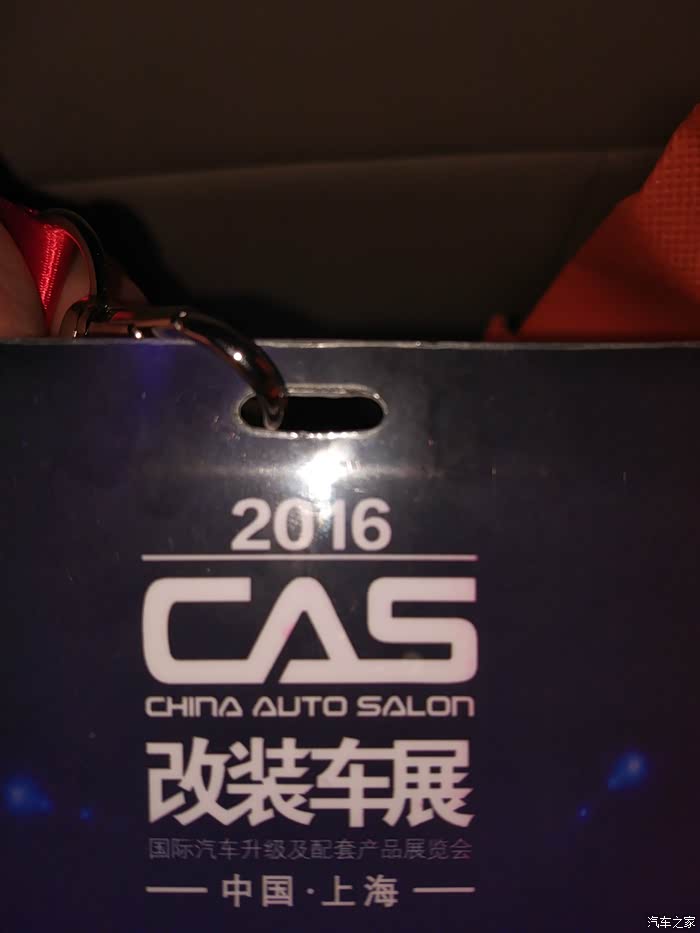 2016
CAS
CHINA AUTO SALON
改装车展
国际汽车升级及配套产品展览会
中国·上海
汽车之家